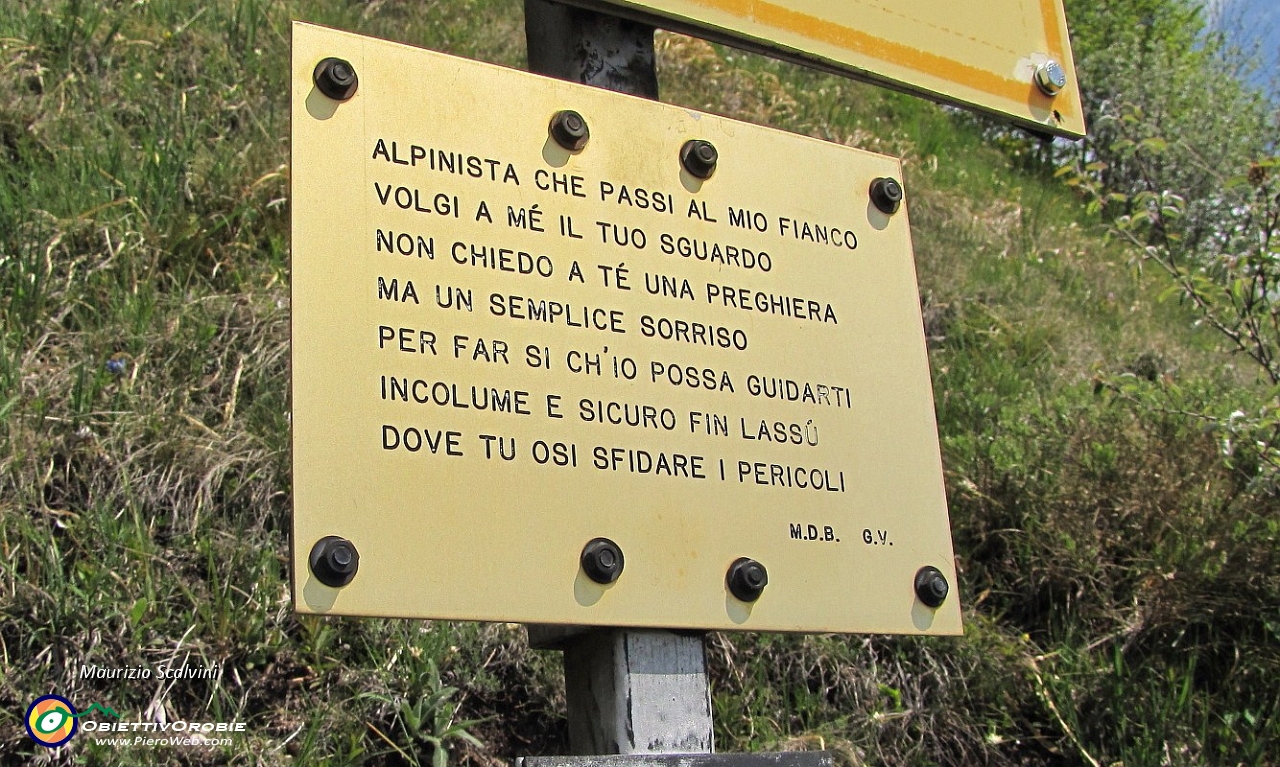 ALPINISTA CHE PASSI AL MIO FIANCO
VOLGI A MÉ IL TUO SGUARDO
NON CHIEDO A TÉ UNA PREGHIERA
MA UN SEMPLICE SORRISO
PER FAR SI CH'IO POSSA GUIDARTI
INCOLUME E SICURO FIN LASSÚ
DOVE TU OSI SFIDARE I PERICOLI
M.D.B. G.V.
Maurizio Scalvini
OBIETTIVOROBIE
www.PieroWeb.com